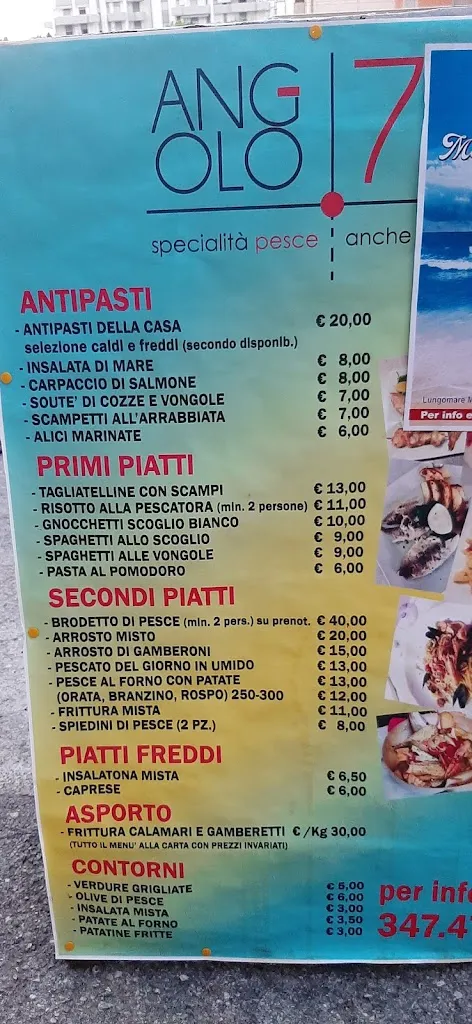 ANG
OLO
7
specialità pesce
anche
ANTIPASTI
- ANTIPASTI DELLA CASA € 20,00
selezione caldi e freddi (secondo disponib.)
- INSALATA DI MARE € 8,00
- CARPACCIO DI SALMONE € 8,00
- SOUTE' DI COZZE E VONGOLE € 7,00
- SCAMPETTI ALL'ARRABBIATA € 7,00
- ALICI MARINATE € 6,00
PRIMI PIATTI
- TAGLIATELLINE CON SCAMPI € 13,00
- RISOTTO ALLA PESCATORA (min. 2 persone) € 11,00
- GNOCCHETTI SCOGLIO BIANCO € 10,00
- SPAGHETTI ALLO SCOGLIO € 9,00
- SPAGHETTI ALLE VONGOLE € 9,00
- PASTA AL POMODORO € 6,00
SECONDI PIATTI
- BRODETTO DI PESCE (min. 2 pers.) su prenot. € 40,00
- ARROSTO MISTO € 20,00
- ARROSTO DI GAMBERONI € 15,00
- PESCATO DEL GIORNO IN UMIDO € 13,00
- PESCE AL FORNO CON PATATE € 13,00
(ORATA, BRANZINO, ROSPO) 250-300 € 12,00
- FRITTURA MISTA € 11,00
- SPIEDINI DI PESCE (2 PZ.) € 8,00
PIATTI FREDDI
- INSALATONA MISTA € 6,50
- CAPRESE € 6,00
ASPORTO
- FRITTURA CALAMARI E GAMBERETTI € /Kg 30,00
(TUTTO IL MENU' ALLA CARTA CON PREZZI INVARIATI)
CONTORNI
- VERDURE GRIGLIATE € 5,00
- OLIVE DI PESCE € 6,00
- INSALATA MISTA € 3,00
- PATATE AL FORNO € 3,50
- PATATINE FRITTE € 3,00
per info
347.4
M
Lungomare M
Per info e